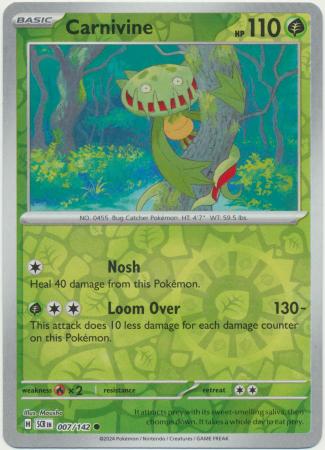 BASIC
Carnivine
HP 110
NO. 0455 Bug Catcher Pokémon HT: 4'7" WT: 59.5 lbs.
Nosh
Heal 40 damage from this Pokémon.
Loom Over 130-
This attack does 10 less damage for each damage counter
on this Pokémon.
weakness ×2 resistance retreat
Illus. Mousho
H SCR EN 007/142
It attracts prey with its sweet-smelling saliva, then
chomps down. It takes a whole day to eat prey.
©2024 Pokémon / Nintendo / Creatures / GAME FREAK